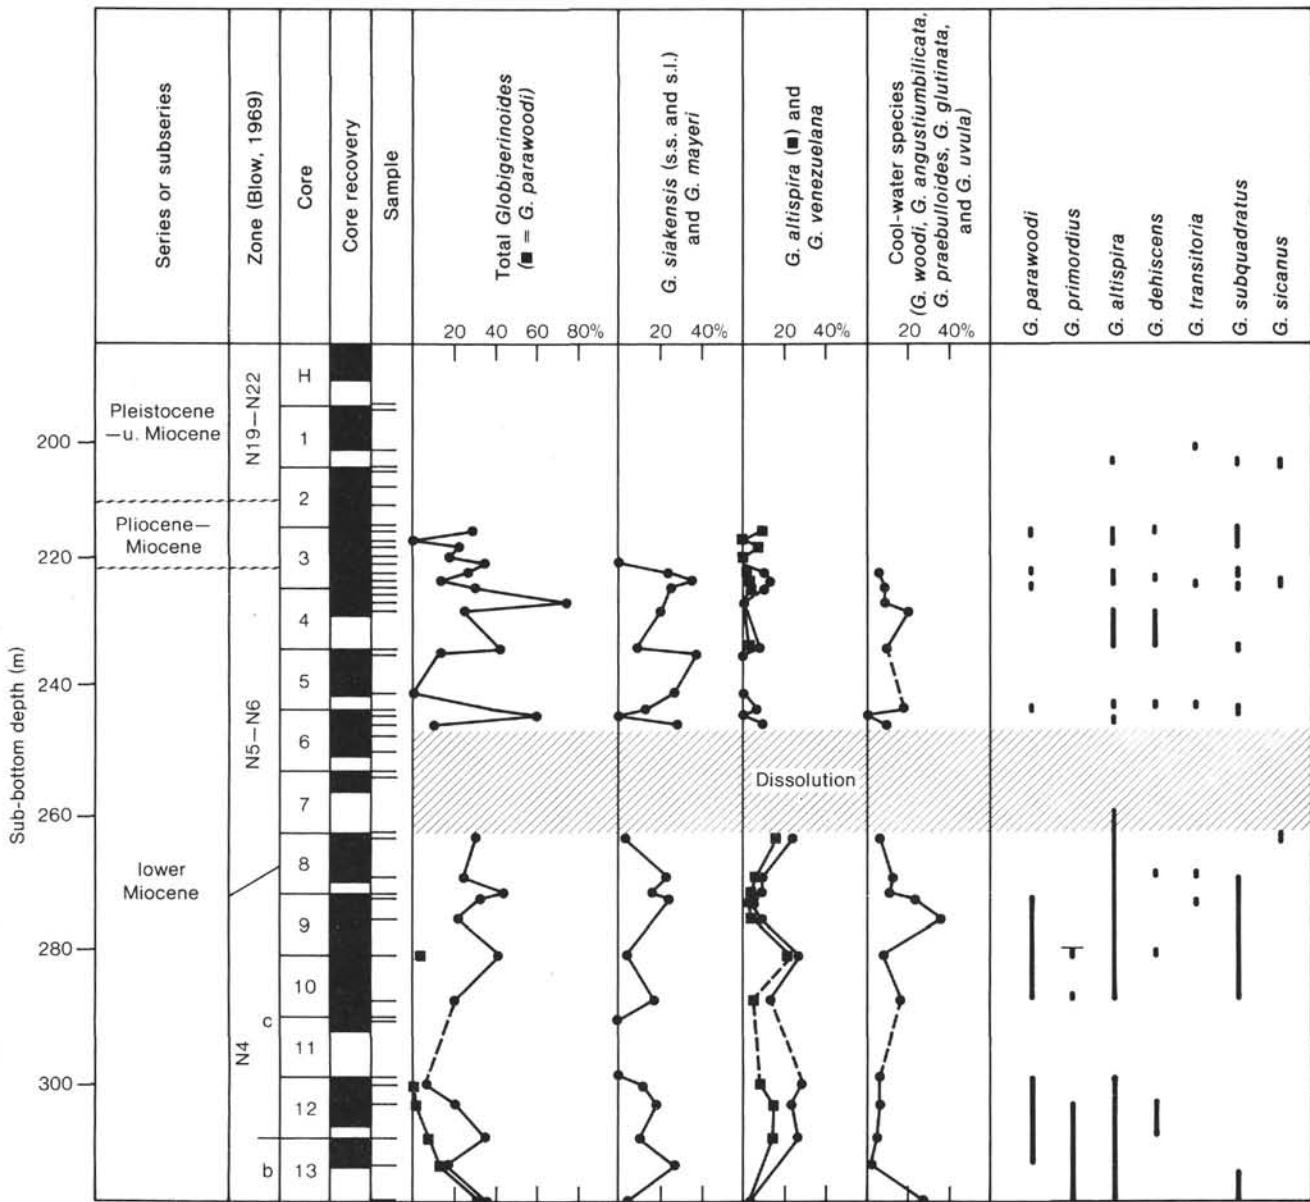 Series or subseries
Zone (Blow, 1969)
Core
Core recovery
Sample
Total Globigerinoides
(■ = G. parawoodi)
G. siakensis (s.s. and s.l.)
and G. mayeri
G. altispira (■) and
G. venezuelana
Cool-water species
(G. woodi, G. angustiumbilicata,
G. praebulloides, G. glutinata,
and G. uvula)
G. parawoodi
G. primordius
G. altispira
G. dehiscens
G. transitoria
G. subquadratus
G. sicanus
20 40 60 80%
20 40%
20 40%
20 40%
Sub-bottom depth (m)
200
220
240
260
280
300
Pleistocene
—u. Miocene
Pliocene—
Miocene
lower
Miocene
N19—N22
N5—N6
N4
c
b
H
1
2
3
4
5
6
7
8
9
10
11
12
13
Dissolution